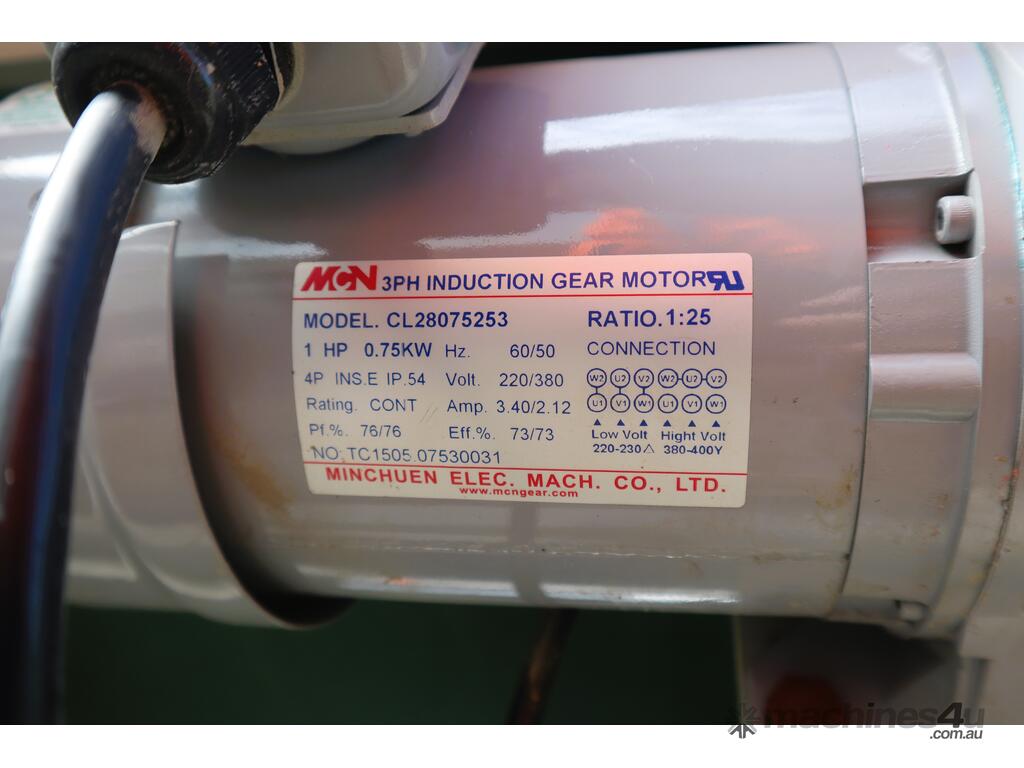 MCN 3PH INDUCTION GEAR MOTOR
MODEL. CL28075253 RATIO.1:25
1 HP 0.75KW Hz. 60/50 CONNECTION
4P INS.E IP.54 Volt. 220/380 W2 U2 V2 W2 U2 V2
Rating. CONT Amp. 3.40/2.12 U1 V1 W1 U1 V1 W1
Pf.%. 76/76 Eff.%. 73/73 Low Volt Hight Volt
220-230△ 380-400Y
NO:TC1505.07530031
MINCHUEN ELEC. MACH. CO., LTD.
www.mcngear.com
machines4u
.com.au